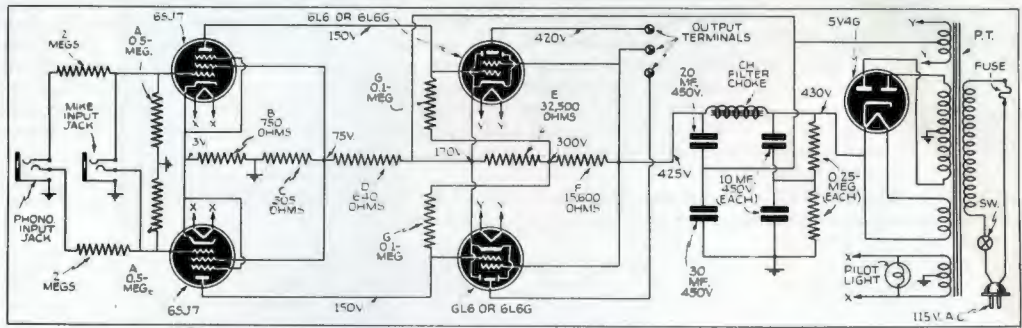 6SJ7
2
MEGS
A
0.5-
MEG.
MIKE
INPUT
JACK
PHONO
INPUT
JACK
2
MEGS
A
0.5-
MEG.
6SJ7
X X
3V
B
750
OHMS
C
305
OHMS
75V.
X X
150V.
6L6 OR 6L6G
G
0.1-
MEG
D
640
OHMS
170V.
G
0.1-
MEG
150V.
Y Y
420V.
OUTPUT
TERMINALS
E
32,500
OHMS
300V.
F
15,600
OHMS
Y Y
6L6 OR 6L6G
425V.
20
MF.
450V.
CH.
FILTER
CHOKE
430V.
10 MF.
450V.
(EACH)
0.25-
MEG
(EACH)
30
MF.
450V.
5V4G
Y
Y
P.T.
FUSE
SW.
X
PILOT
LIGHT
X
115 V. A.C.